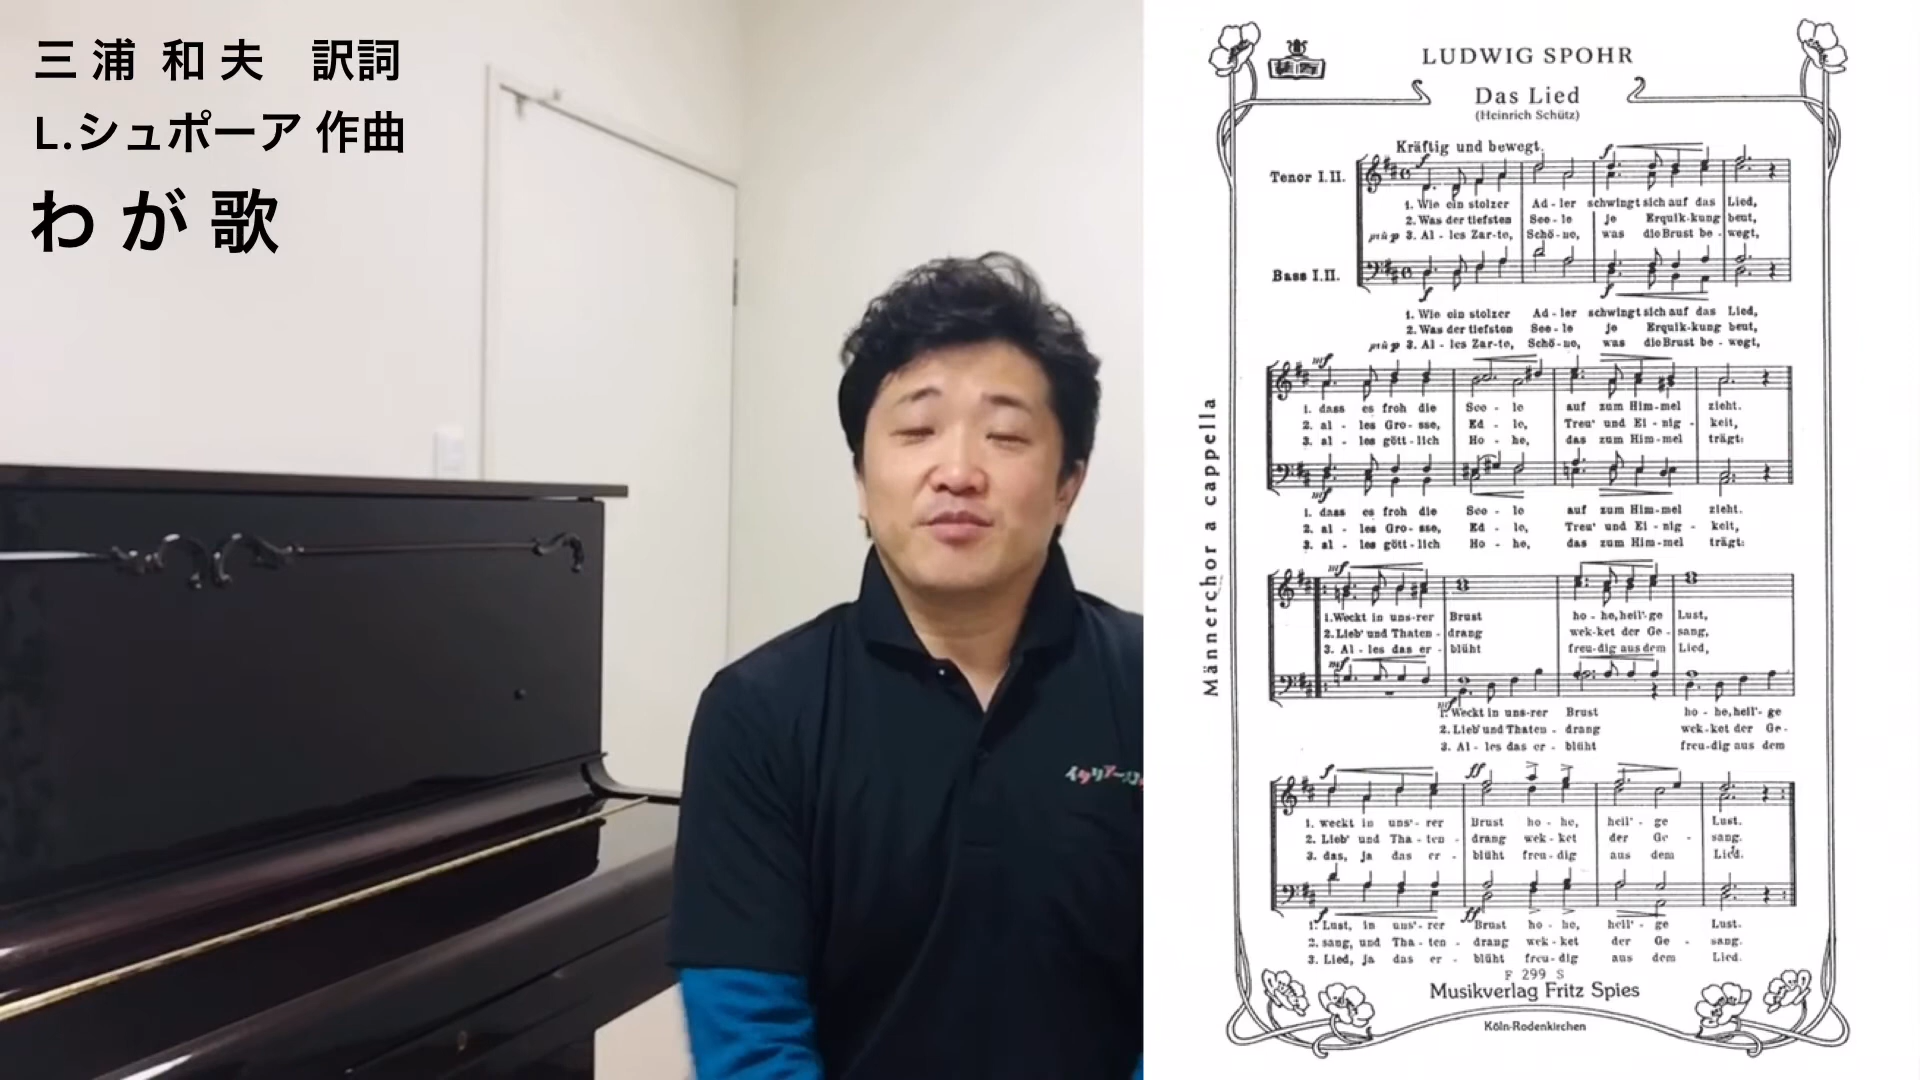 三浦 和夫 訳詞
L.シュポーア 作曲
わが歌
LUDWIG SPOHR
Das Lied
(Heinrich Schütz)
Kräftig und bewegt.
Männerchor a cappella
Tenor I.II.
1. Wie ein stolzer Ad - ler schwingt sich auf das Lied,
2. Was der tiefsten See - le je Erquik-kung beut,
3. Al - les Zar-te, Schö-ne, was die Brust be - wegt,
Bass I.II.
1. Wie ein stolzer Ad - ler schwingt sich auf das Lied,
2. Was der tiefsten See - le je Erquik-kung beut,
3. Al - les Zar-te, Schö-ne, was die Brust be - wegt,
mf
1. dass es froh die See - le auf zum Him-mel zieht.
2. al - les Gro- sse, Ed - le, Treu' und Ei - nig - keit,
3. al - les gött-lich Ho - he, das zum Him-mel trägt:
mf
1. dass es froh die See - le auf zum Him-mel zieht.
2. al - les Gro- sse, Ed - le, Treu' und Ei - nig - keit,
3. al - les gött-lich Ho - he, das zum Him-mel trägt:
mf
1.Weckt in uns-rer Brust ho - he, heil'-ge Lust,
2.Lieb' und Thaten - drang wek-ket der Ge - sang,
3. Al - les das er - blüht freu-dig aus dem Lied,
mf
mf
1. Weckt in uns-rer Brust ho - he, heil'- ge
2. Lieb' und Thaten - drang wek-ket der Ge-
3. Al - les das er - blüht freu-dig aus dem
f ff
1. weckt in uns'- rer Brust ho - he, heil' - ge Lust.
2. Lieb' und Tha - ten - drang wek - ket der Ge - sang.
3. das, ja das er - blüht freu - dig aus dem Lied.
f ff
1. Lust, in uns'- rer Brust ho - he, heil' - ge Lust.
2. sang, und Tha - ten - drang wek - ket der Ge - sang.
3. Lied, ja das er - blüht freu - dig aus dem Lied.
F 299 S
Musikverlag Fritz Spies
Köln-Rodenkirchen